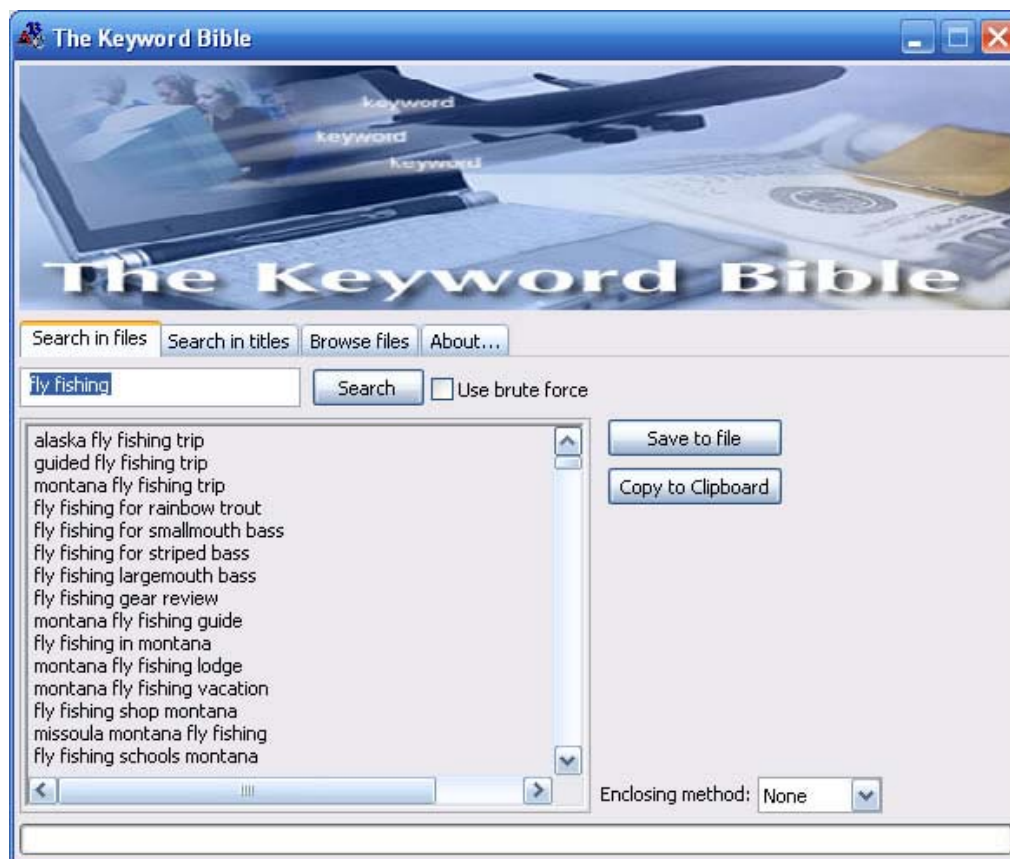 The Keyword Bible
keyword
keyword
keyword
The Keyword Bible
Search in files Search in titles Browse files About...
fly fishing Search Use brute force
alaska fly fishing trip
guided fly fishing trip
montana fly fishing trip
fly fishing for rainbow trout
fly fishing for smallmouth bass
fly fishing for striped bass
fly fishing largemouth bass
fly fishing gear review
montana fly fishing guide
fly fishing in montana
montana fly fishing lodge
montana fly fishing vacation
fly fishing shop montana
missoula montana fly fishing
fly fishing schools montana
Save to file
Copy to Clipboard
Enclosing method: None